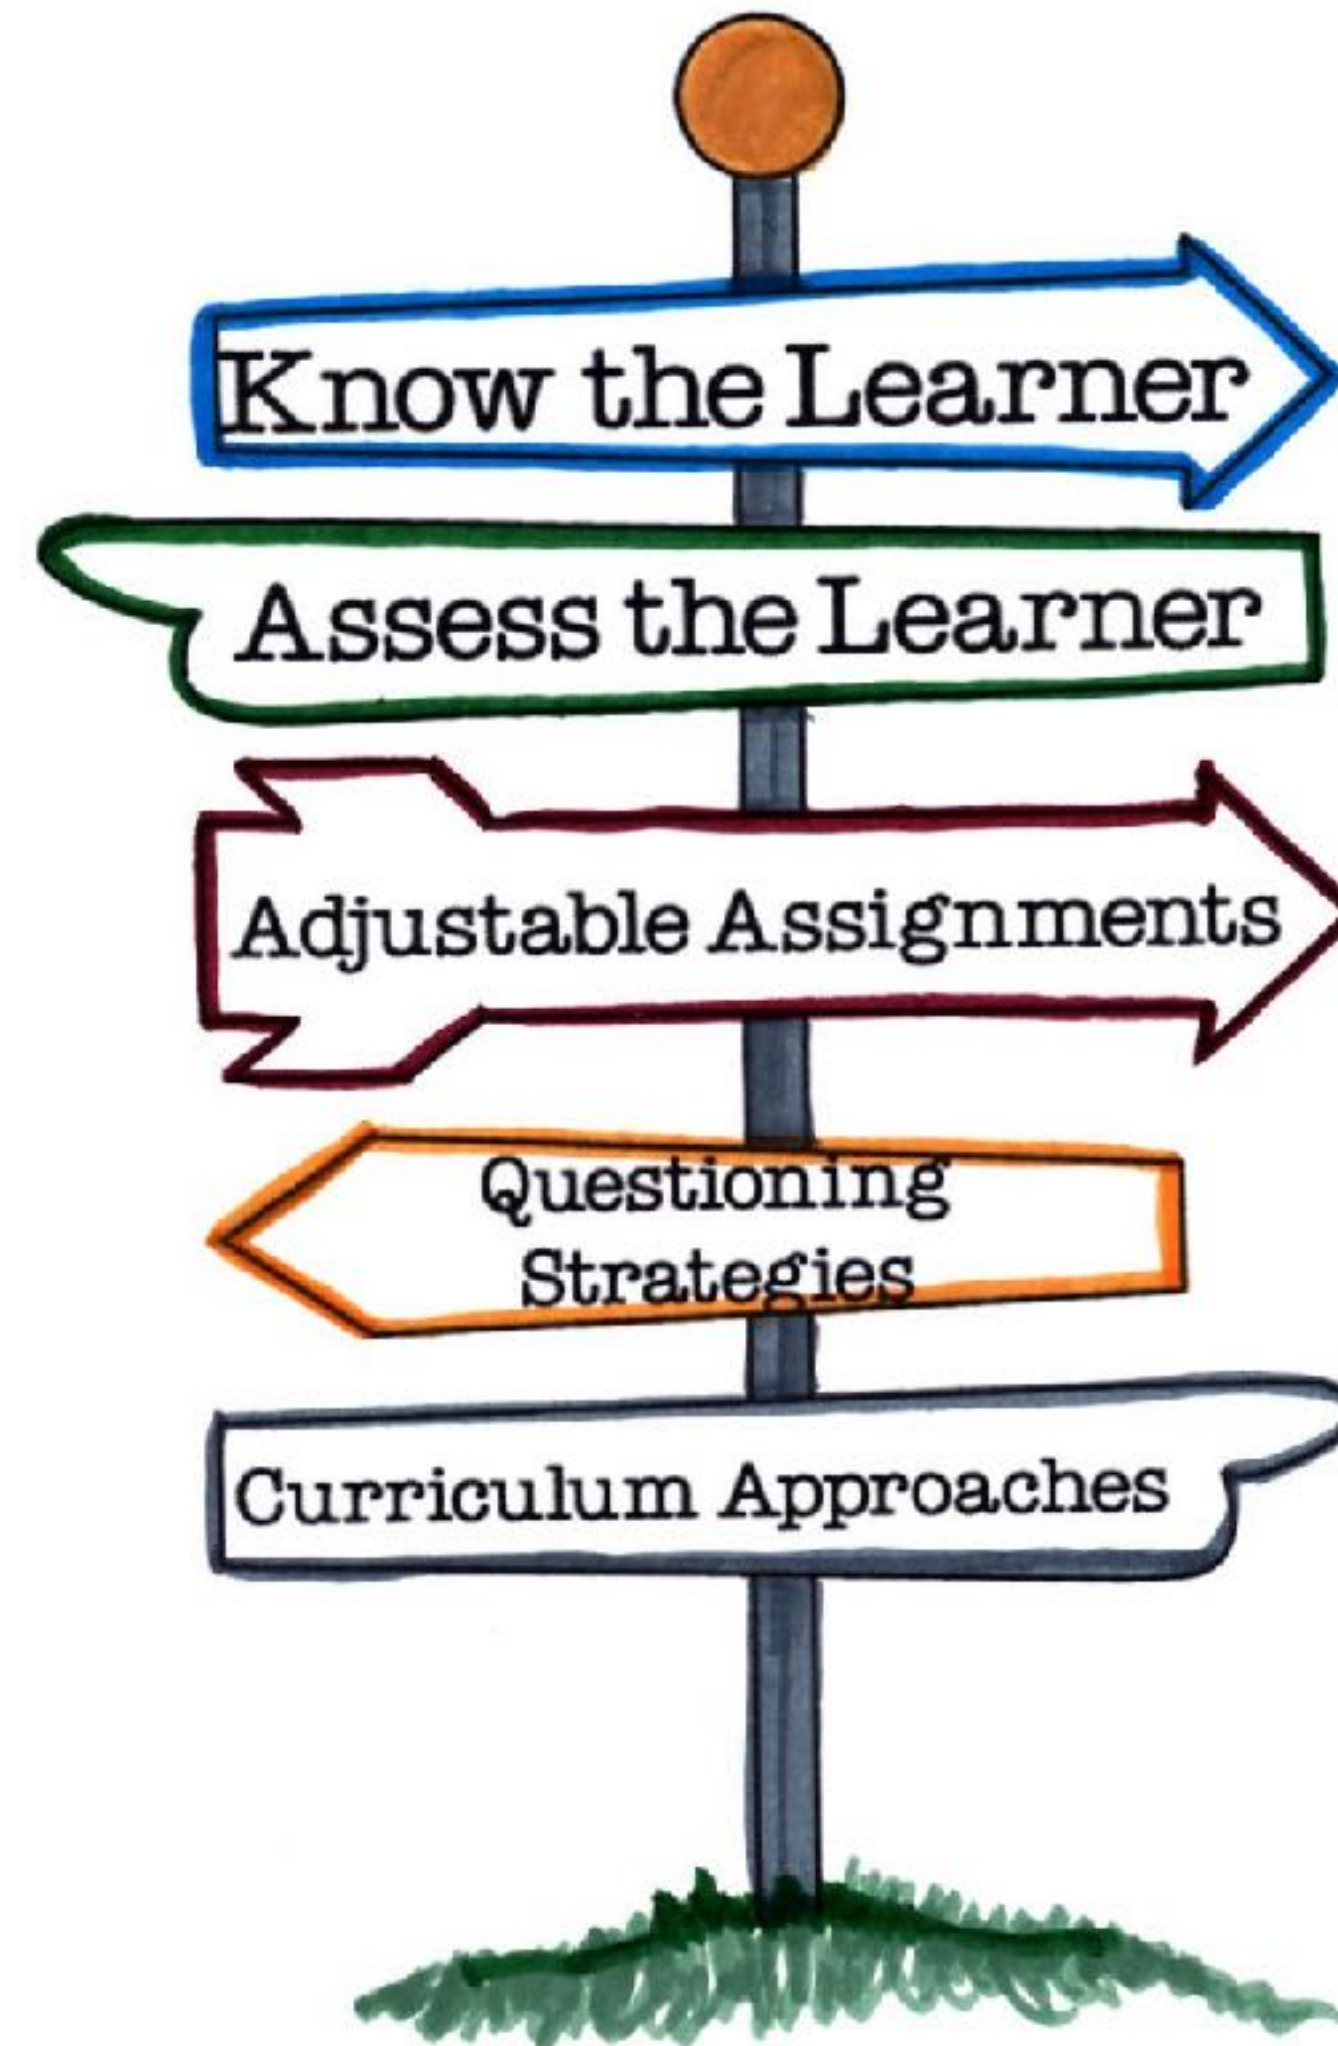 Know the Learner
Assess the Learner
Adjustable Assignments
Questioning
Strategies
Curriculum Approaches